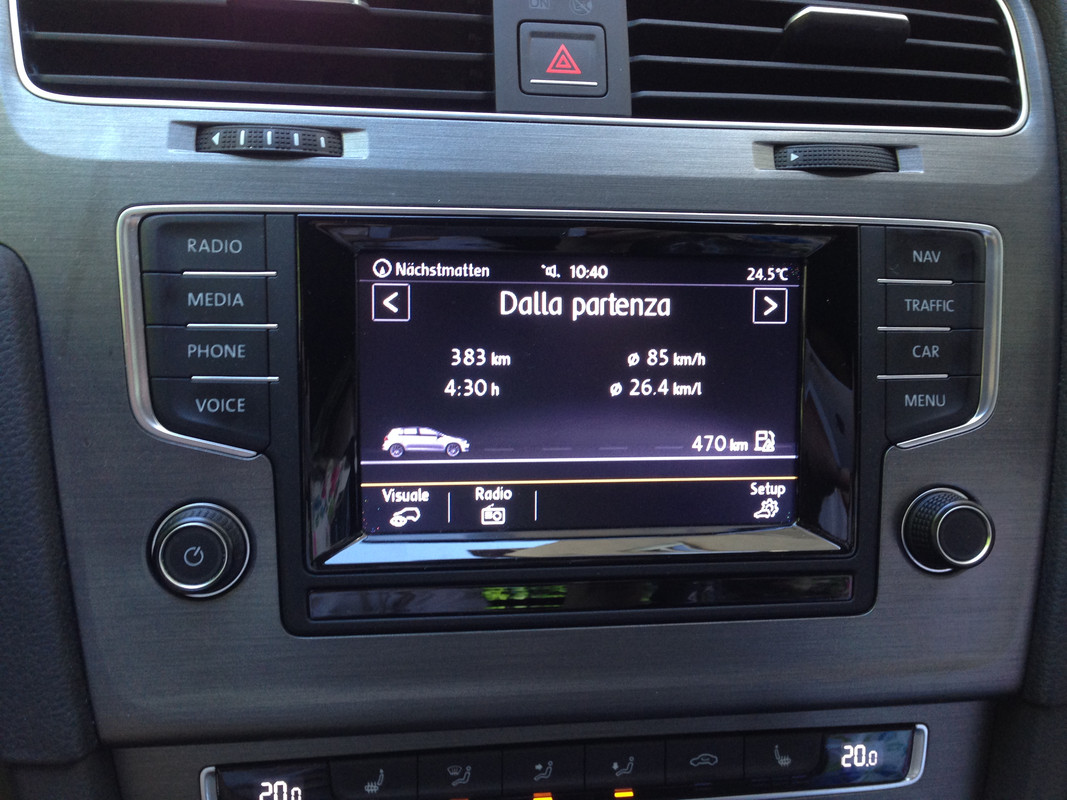 RADIO
MEDIA
PHONE
VOICE
Nächstmatten 10:40 24.5°C
< Dalla partenza >
383 km ø 85 km/h
4:30 h ø 26.4 km/l
470 km
Visuale Radio Setup
NAV
TRAFFIC
CAR
MENU
20.0 20.0